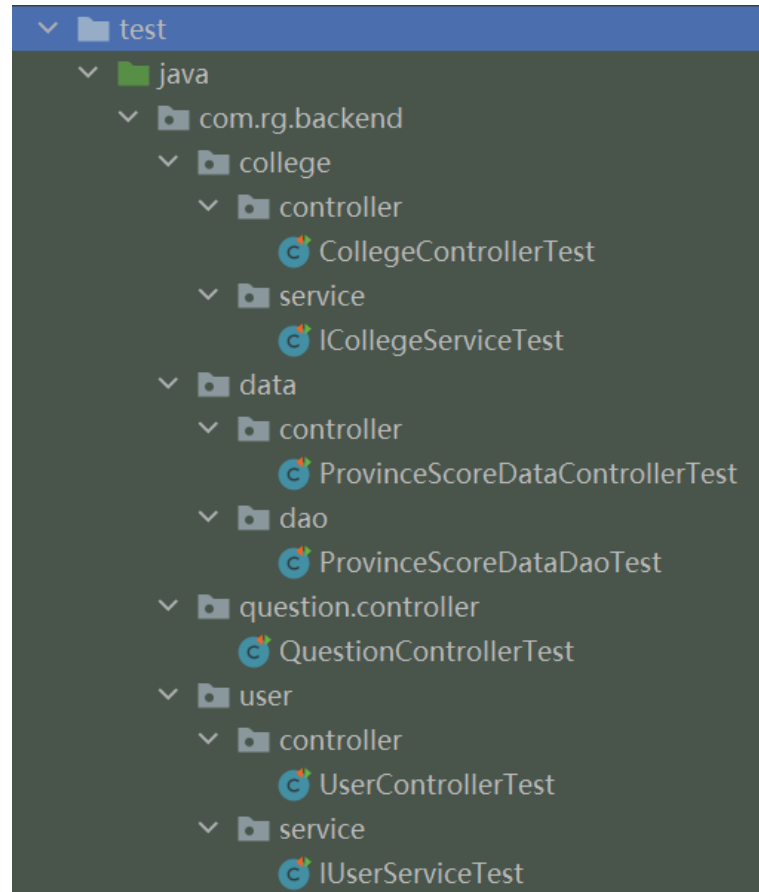 test
java
com.rg.backend
college
controller
CollegeControllerTest
service
ICollegeServiceTest
data
controller
ProvinceScoreDataControllerTest
dao
ProvinceScoreDataDaoTest
question.controller
QuestionControllerTest
user
controller
UserControllerTest
service
IUserServiceTest